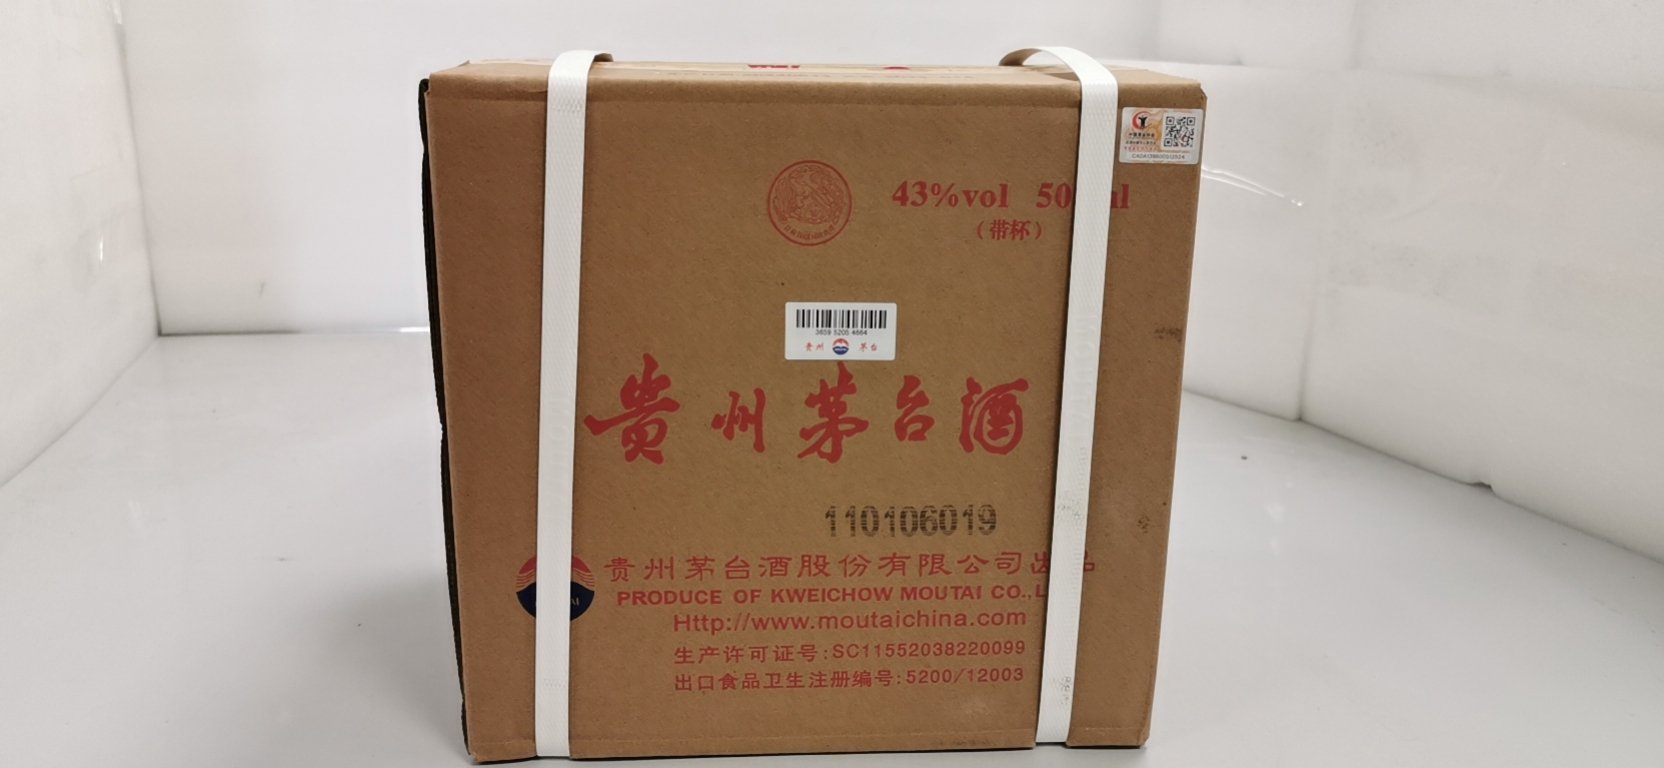 43%vol 50 ml
(带杯)
3659 5205 4664
贵州 茅台
贵州茅台酒
110106019
贵州茅台酒股份有限公司出品
PRODUCE OF KWEICHOW MOUTAI CO.,L
Http://www.moutaichina.com
生产许可证号:SC11552038220099
出口食品卫生注册编号:5200/12003